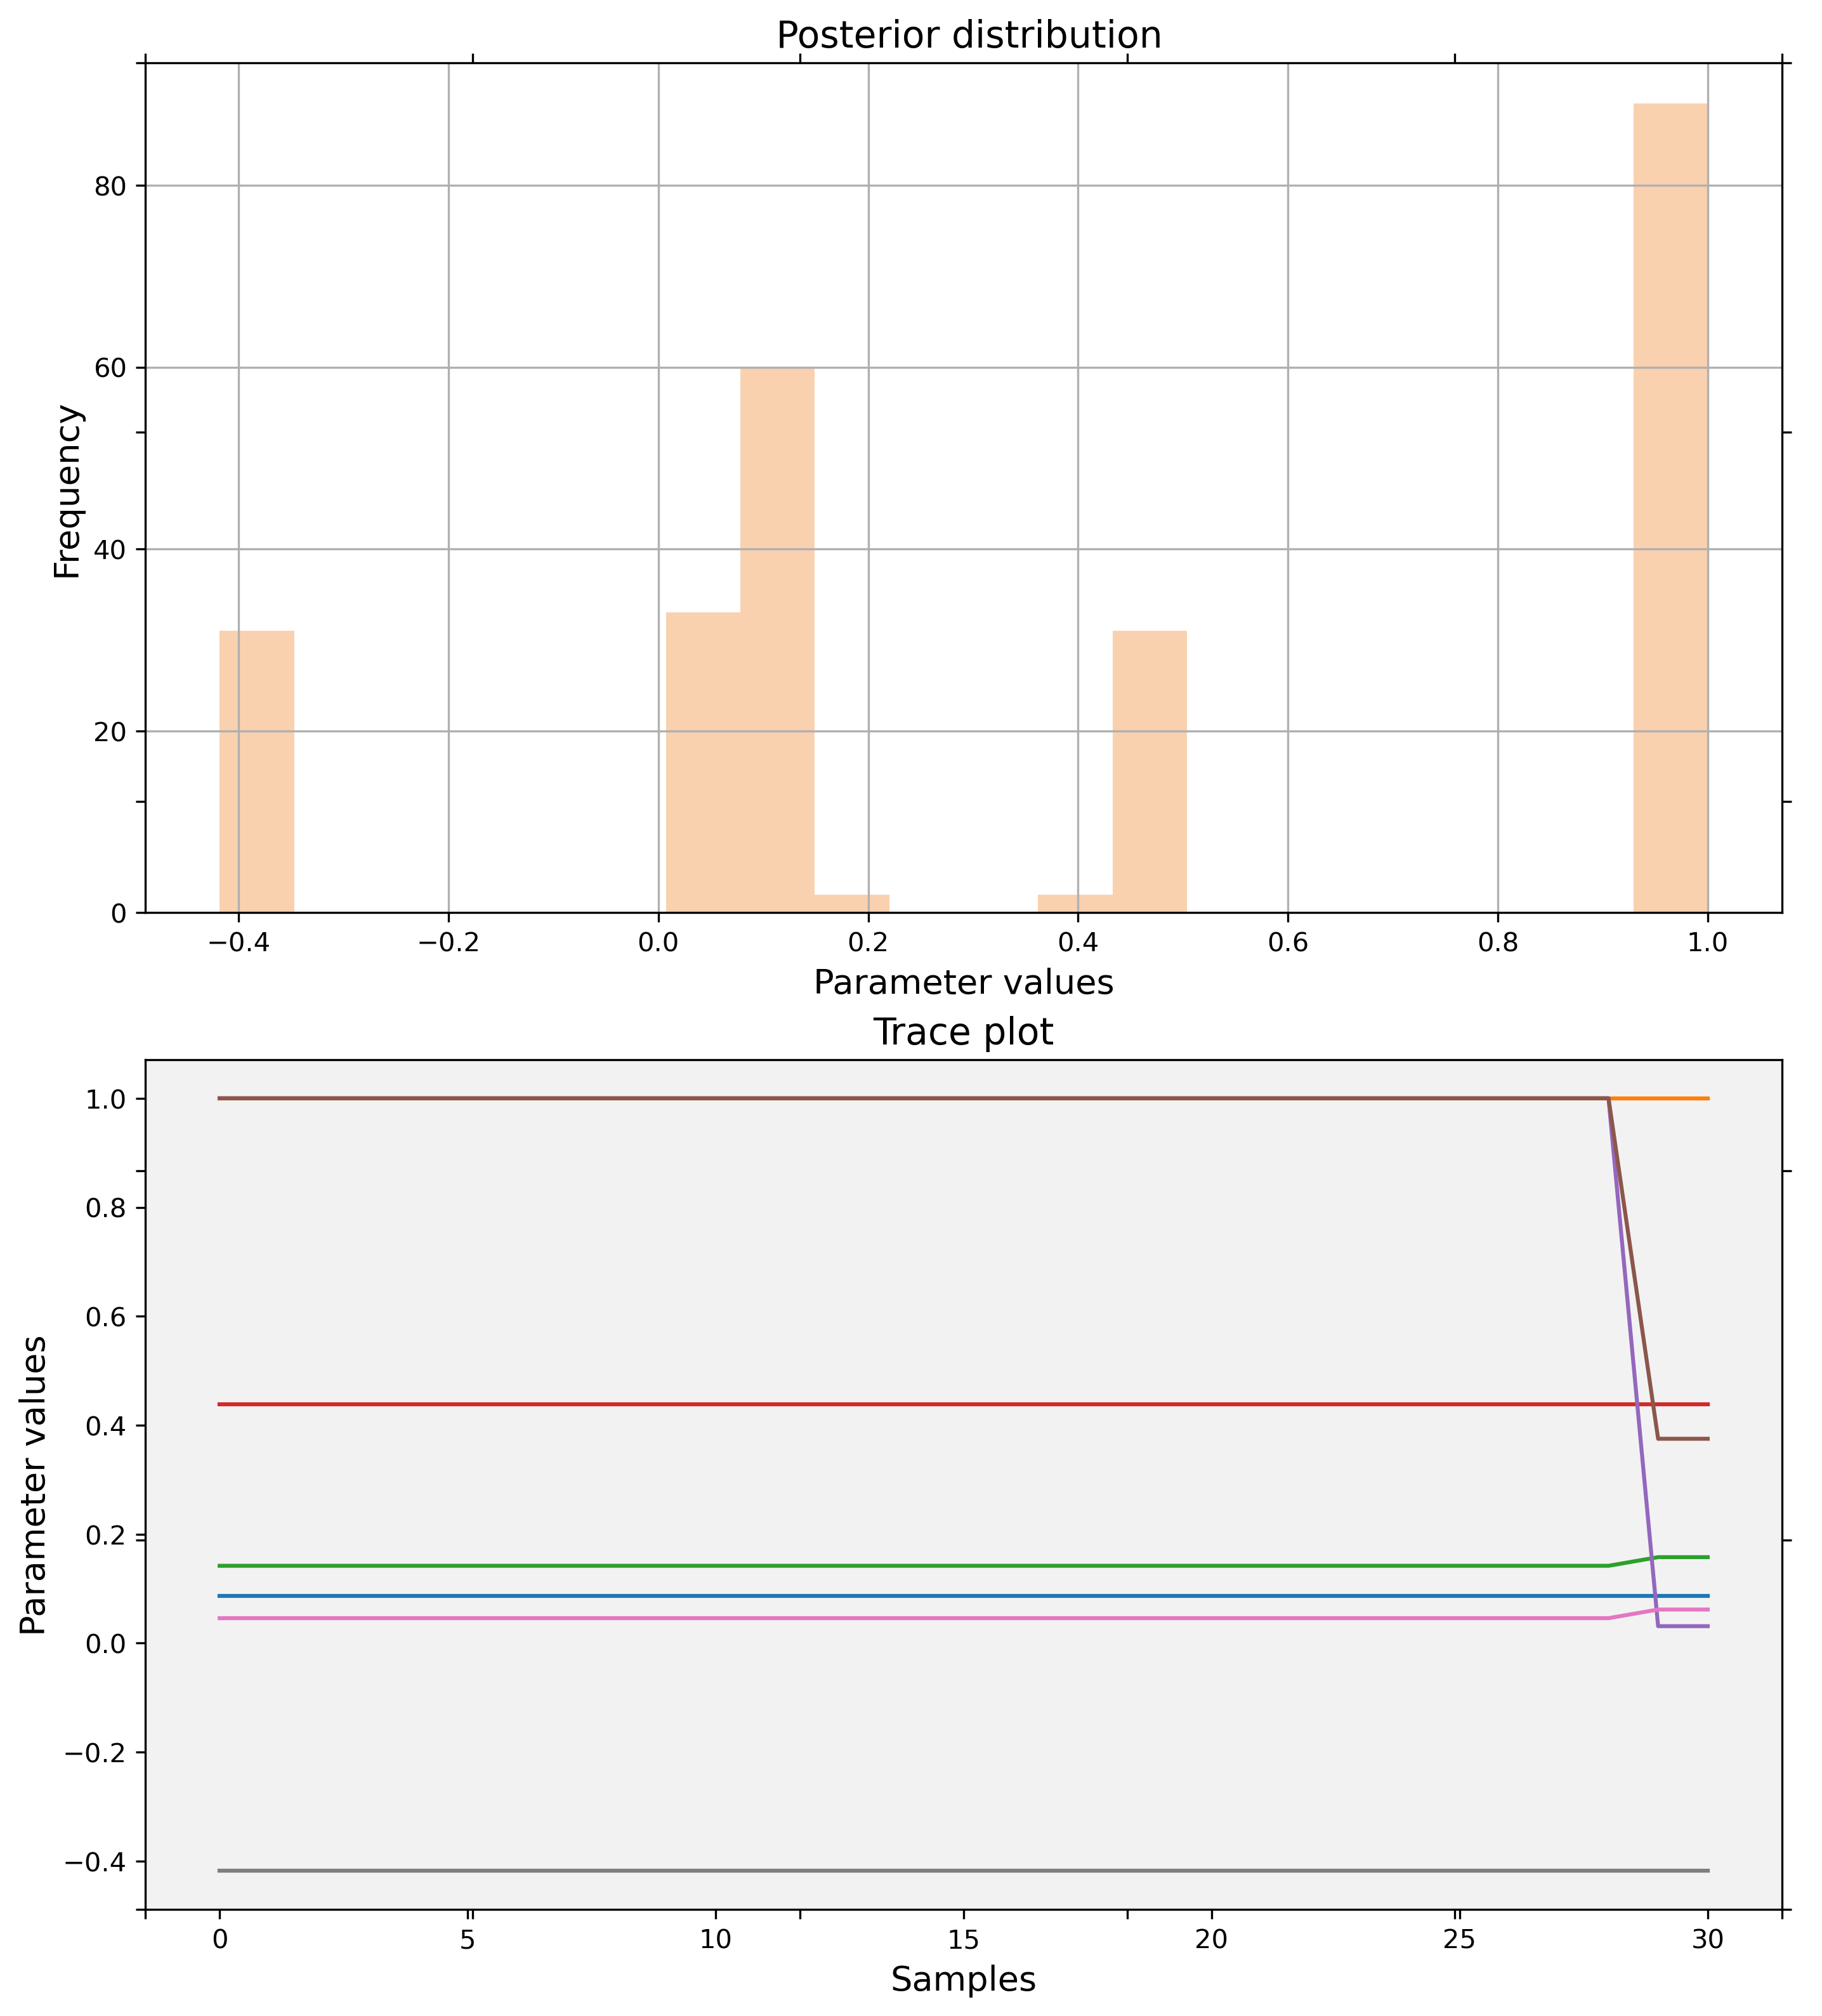 Posterior distribution
80
60
40
20
0
Frequency
−0.4 −0.2 0.0 0.2 0.4 0.6 0.8 1.0
Parameter values
Trace plot
1.0
0.8
0.6
0.4
0.2
0.0
−0.2
−0.4
Parameter values
0 5 10 15 20 25 30
Samples